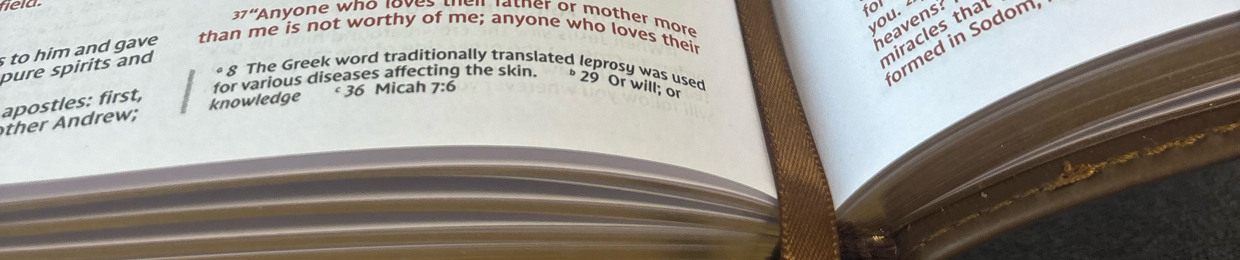 field.
s to him and gave
pure spirits and
apostles: first,
other Andrew;
37"Anyone who loves their father or mother more
than me is not worthy of me; anyone who loves their
a 8 The Greek word traditionally translated leprosy was used
for various diseases affecting the skin. b 29 Or will; or
knowledge c 36 Micah 7:6
for
you.
heavens?
miracles that
formed in Sodom,